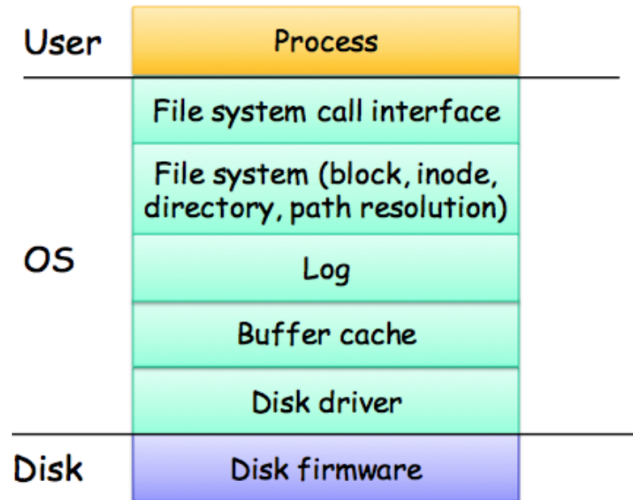 User
Process
File system call interface
File system (block, inode,
directory, path resolution)
OS
Log
Buffer cache
Disk driver
Disk
Disk firmware